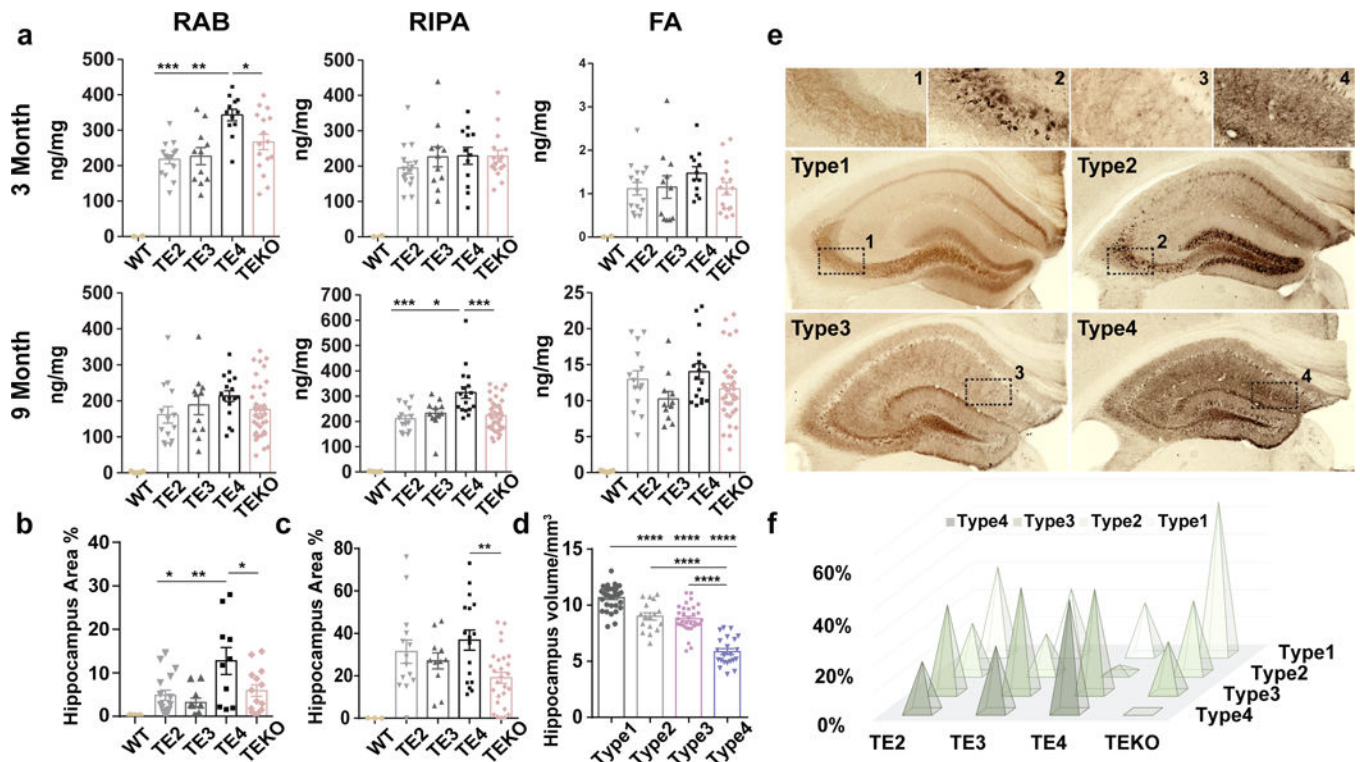 RAB RIPA FA
a
3 Month
ng/mg
500
400
300
200
100
0
*** ** *
WT TE2 TE3 TE4 TEKO
ng/mg
500
400
300
200
100
0
WT TE2 TE3 TE4 TEKO
ng/mg
4
3
2
1
0
WT TE2 TE3 TE4 TEKO
9 Month
ng/mg
500
400
300
200
100
0
WT TE2 TE3 TE4 TEKO
ng/mg
700
600
500
400
300
200
100
0
*** * ***
WT TE2 TE3 TE4 TEKO
ng/mg
25
20
15
10
5
0
WT TE2 TE3 TE4 TEKO
b
Hippocampus Area %
40
30
20
10
0
* ** *
WT TE2 TE3 TE4 TEKO
c
Hippocampus Area %
80
60
40
20
0
**
WT TE2 TE3 TE4 TEKO
d
Hippocampus volume/mm³
15
10
5
0
**** **** ****
****
****
Type1 Type2 Type3 Type4
e
1 2 3 4
Type1 1
Type2 2
Type3 3
Type4 4
f
Type4 Type3 Type2 Type1
60%
40%
20%
0%
Type1
Type2
Type3
Type4
TE2 TE3 TE4 TEKO